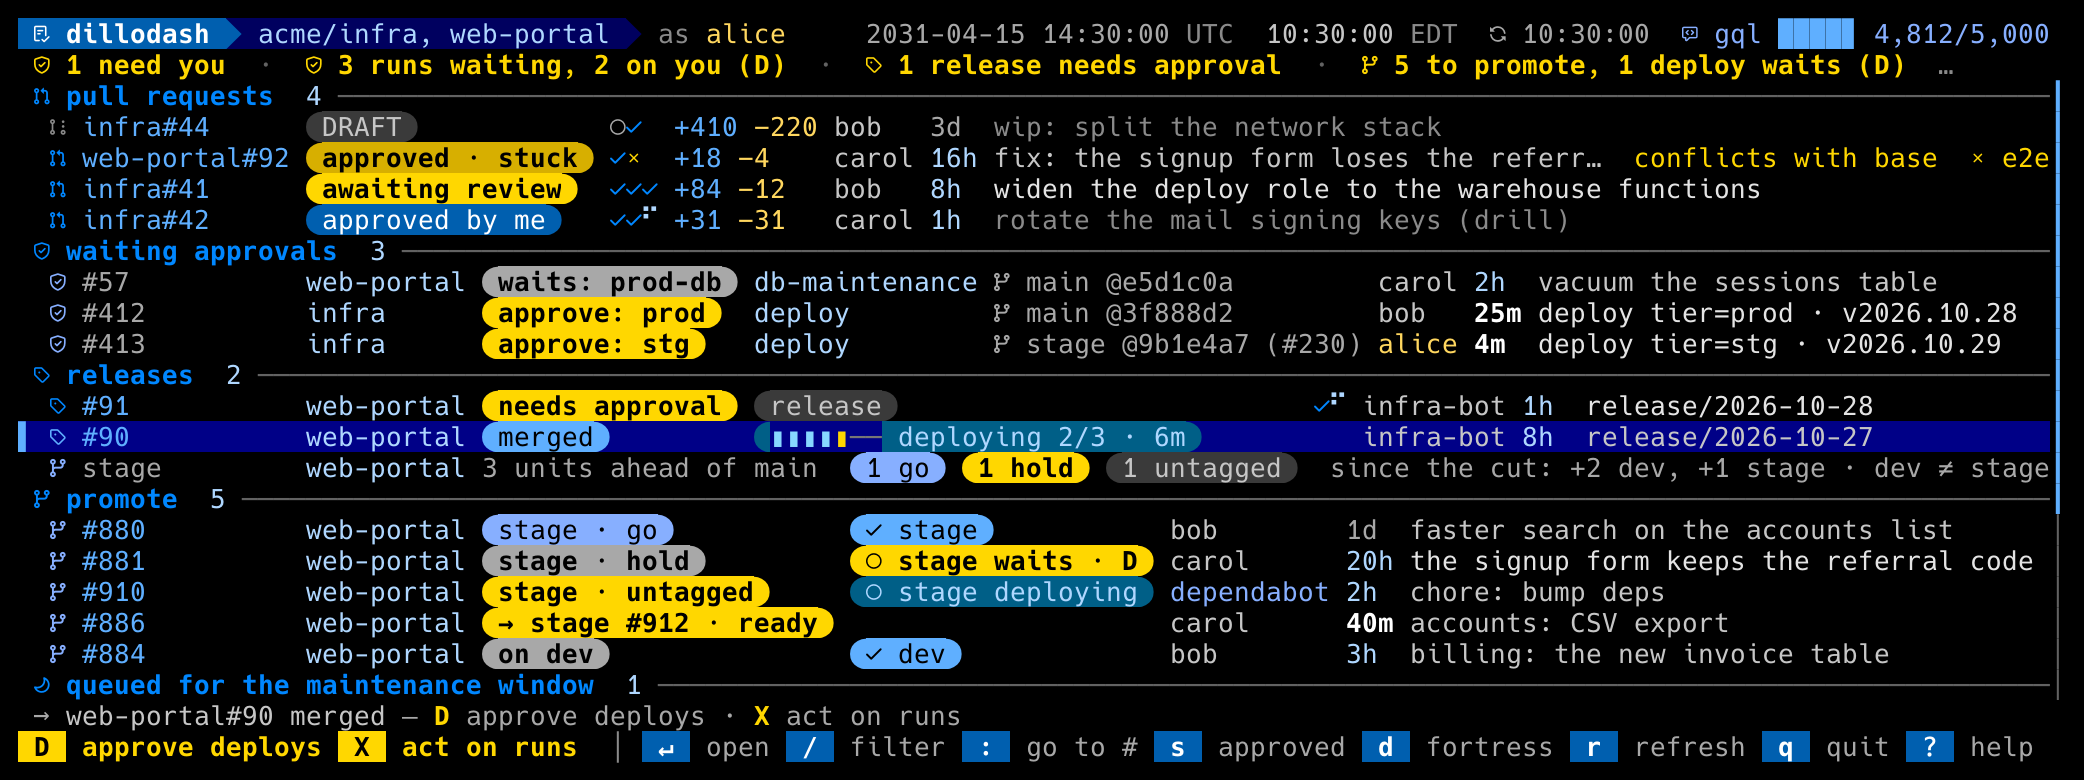 dillodash acme/infra, web-portal as alice 2031-04-15 14:30:00 UTC 10:30:00 EDT 10:30:00 gql 4,812/5,000
1 need you · 3 runs waiting, 2 on you (D) · 1 release needs approval · 5 to promote, 1 deploy waits (D) …
pull requests 4
infra#44 DRAFT ○✓ +410 −220 bob 3d wip: split the network stack
web-portal#92 approved · stuck ✓× +18 −4 carol 16h fix: the signup form loses the referr… conflicts with base × e2e
infra#41 awaiting review ✓✓✓ +84 −12 bob 8h widen the deploy role to the warehouse functions
infra#42 approved by me ✓✓ +31 −31 carol 1h rotate the mail signing keys (drill)
waiting approvals 3
#57 web-portal waits: prod-db db-maintenance main @e5d1c0a carol 2h vacuum the sessions table
#412 infra approve: prod deploy main @3f888d2 bob 25m deploy tier=prod · v2026.10.28
#413 infra approve: stg deploy stage @9b1e4a7 (#230) alice 4m deploy tier=stg · v2026.10.29
releases 2
#91 web-portal needs approval release ✓ infra-bot 1h release/2026-10-28
#90 web-portal merged deploying 2/3 · 6m infra-bot 8h release/2026-10-27
stage web-portal 3 units ahead of main 1 go 1 hold 1 untagged since the cut: +2 dev, +1 stage · dev ≠ stage
promote 5
#880 web-portal stage · go ✓ stage bob 1d faster search on the accounts list
#881 web-portal stage · hold ○ stage waits · D carol 20h the signup form keeps the referral code
#910 web-portal stage · untagged ○ stage deploying dependabot 2h chore: bump deps
#886 web-portal → stage #912 · ready carol 40m accounts: CSV export
#884 web-portal on dev ✓ dev bob 3h billing: the new invoice table
queued for the maintenance window 1
→ web-portal#90 merged — D approve deploys · X act on runs
D approve deploys X act on runs │ ↵ open / filter : go to # s approved d fortress r refresh q quit ? help